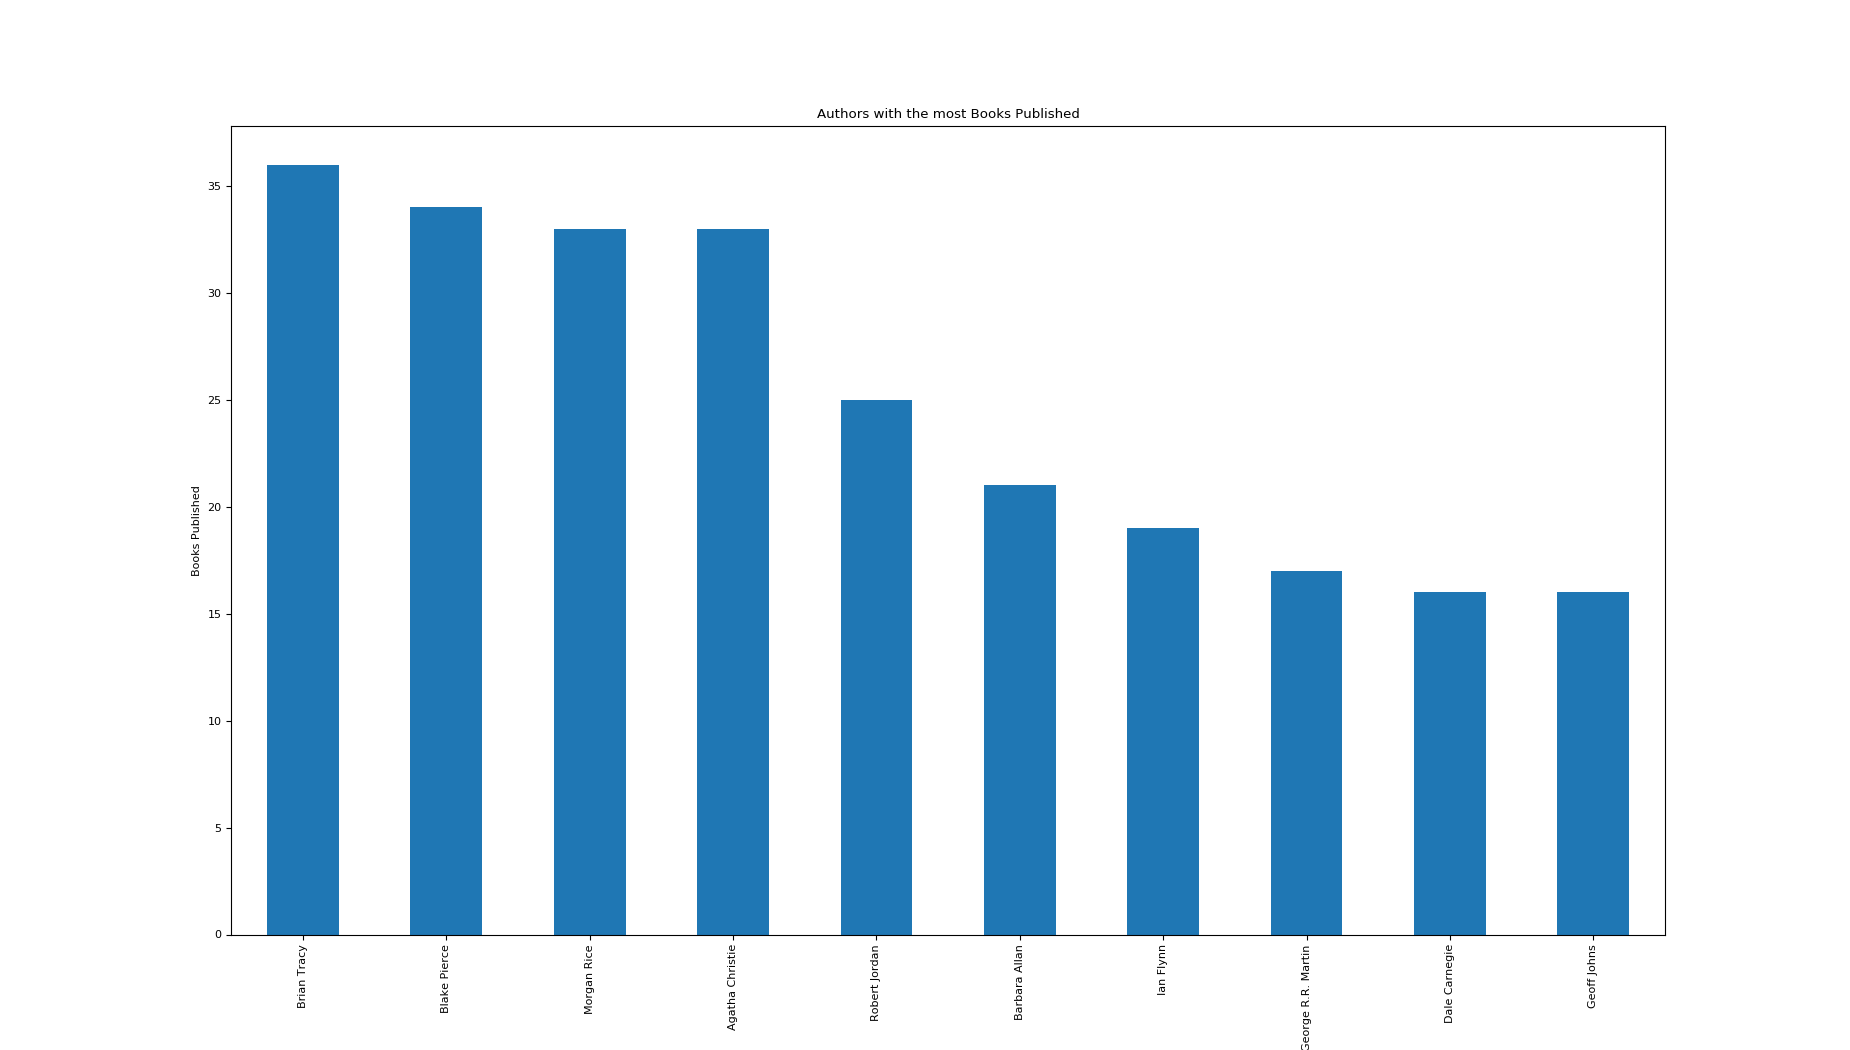 Authors with the most Books Published
Books Published
35
30
25
20
15
10
5
0
Brian Tracy
Blake Pierce
Morgan Rice
Agatha Christie
Robert Jordan
Barbara Allan
Ian Flynn
George R.R. Martin
Dale Carnegie
Geoff Johns